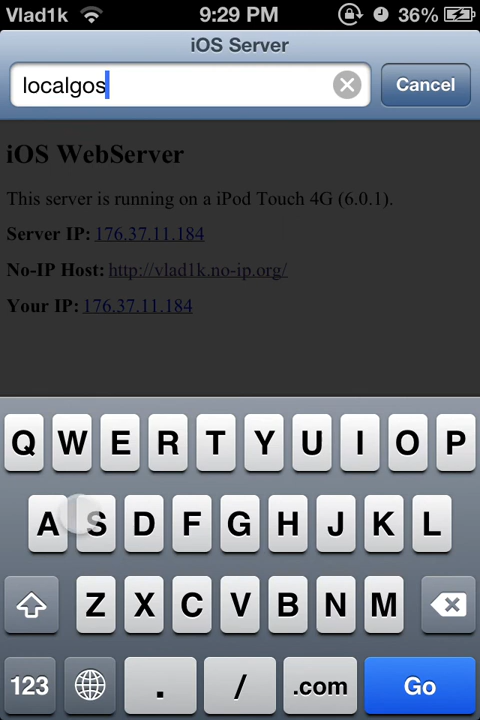 Vlad1k 9:29 PM 36%
iOS Server
localgos Cancel
iOS WebServer
This server is running on a iPod Touch 4G (6.0.1).
Server IP: 176.37.11.184
No-IP Host: http://vlad1k.no-ip.org/
Your IP: 176.37.11.184
Q W E R T Y U I O P
A S D F G H J K L
Z X C V B N M
123 . / .com Go